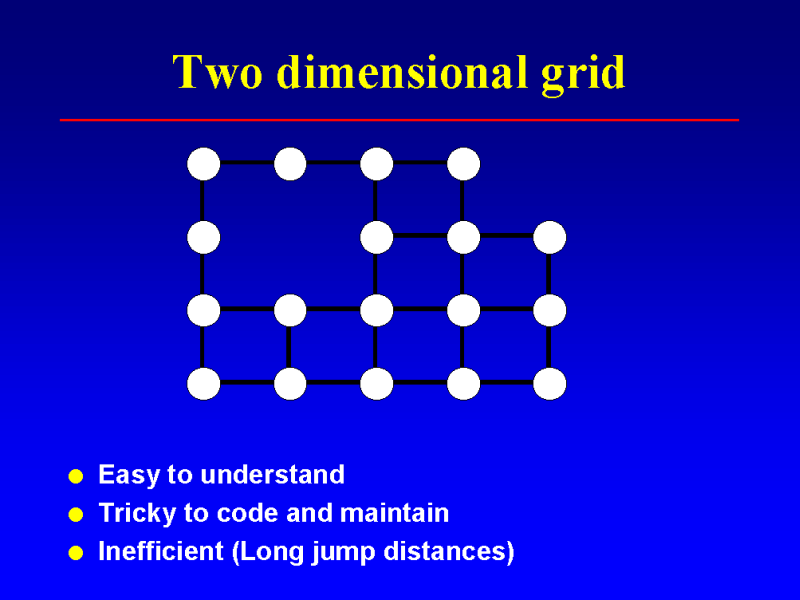 Two dimensional grid
Easy to understand
Tricky to code and maintain
Inefficient (Long jump distances)